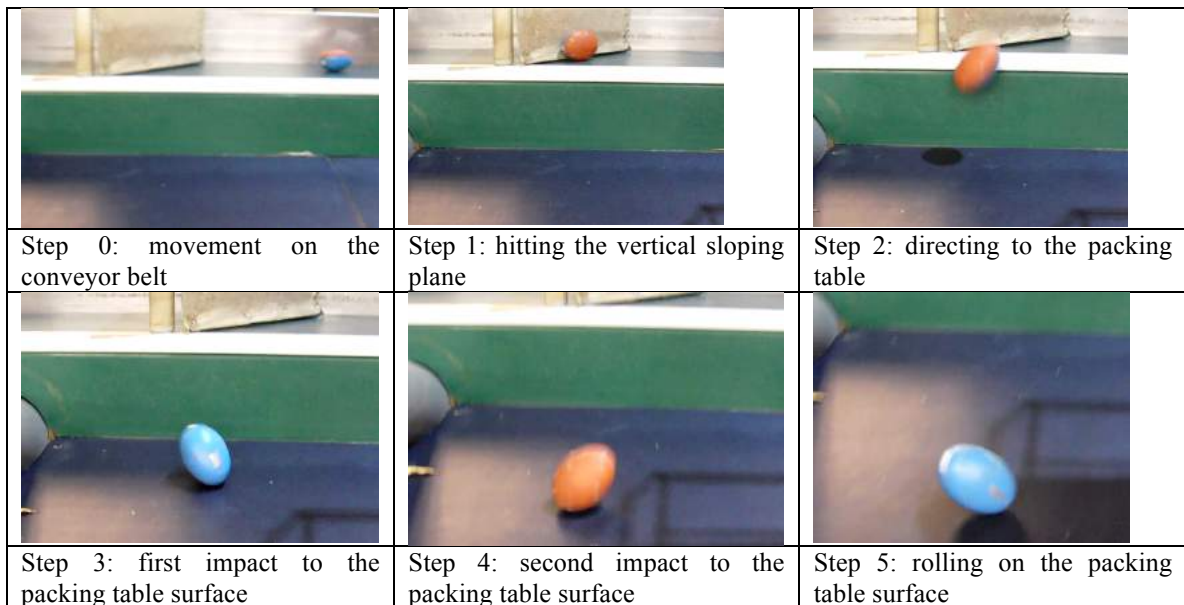 Step 0: movement on the
conveyor belt
Step 1: hitting the vertical sloping
plane
Step 2: directing to the packing
table
Step 3: first impact to the
packing table surface
Step 4: second impact to the
packing table surface
Step 5: rolling on the packing
table surface